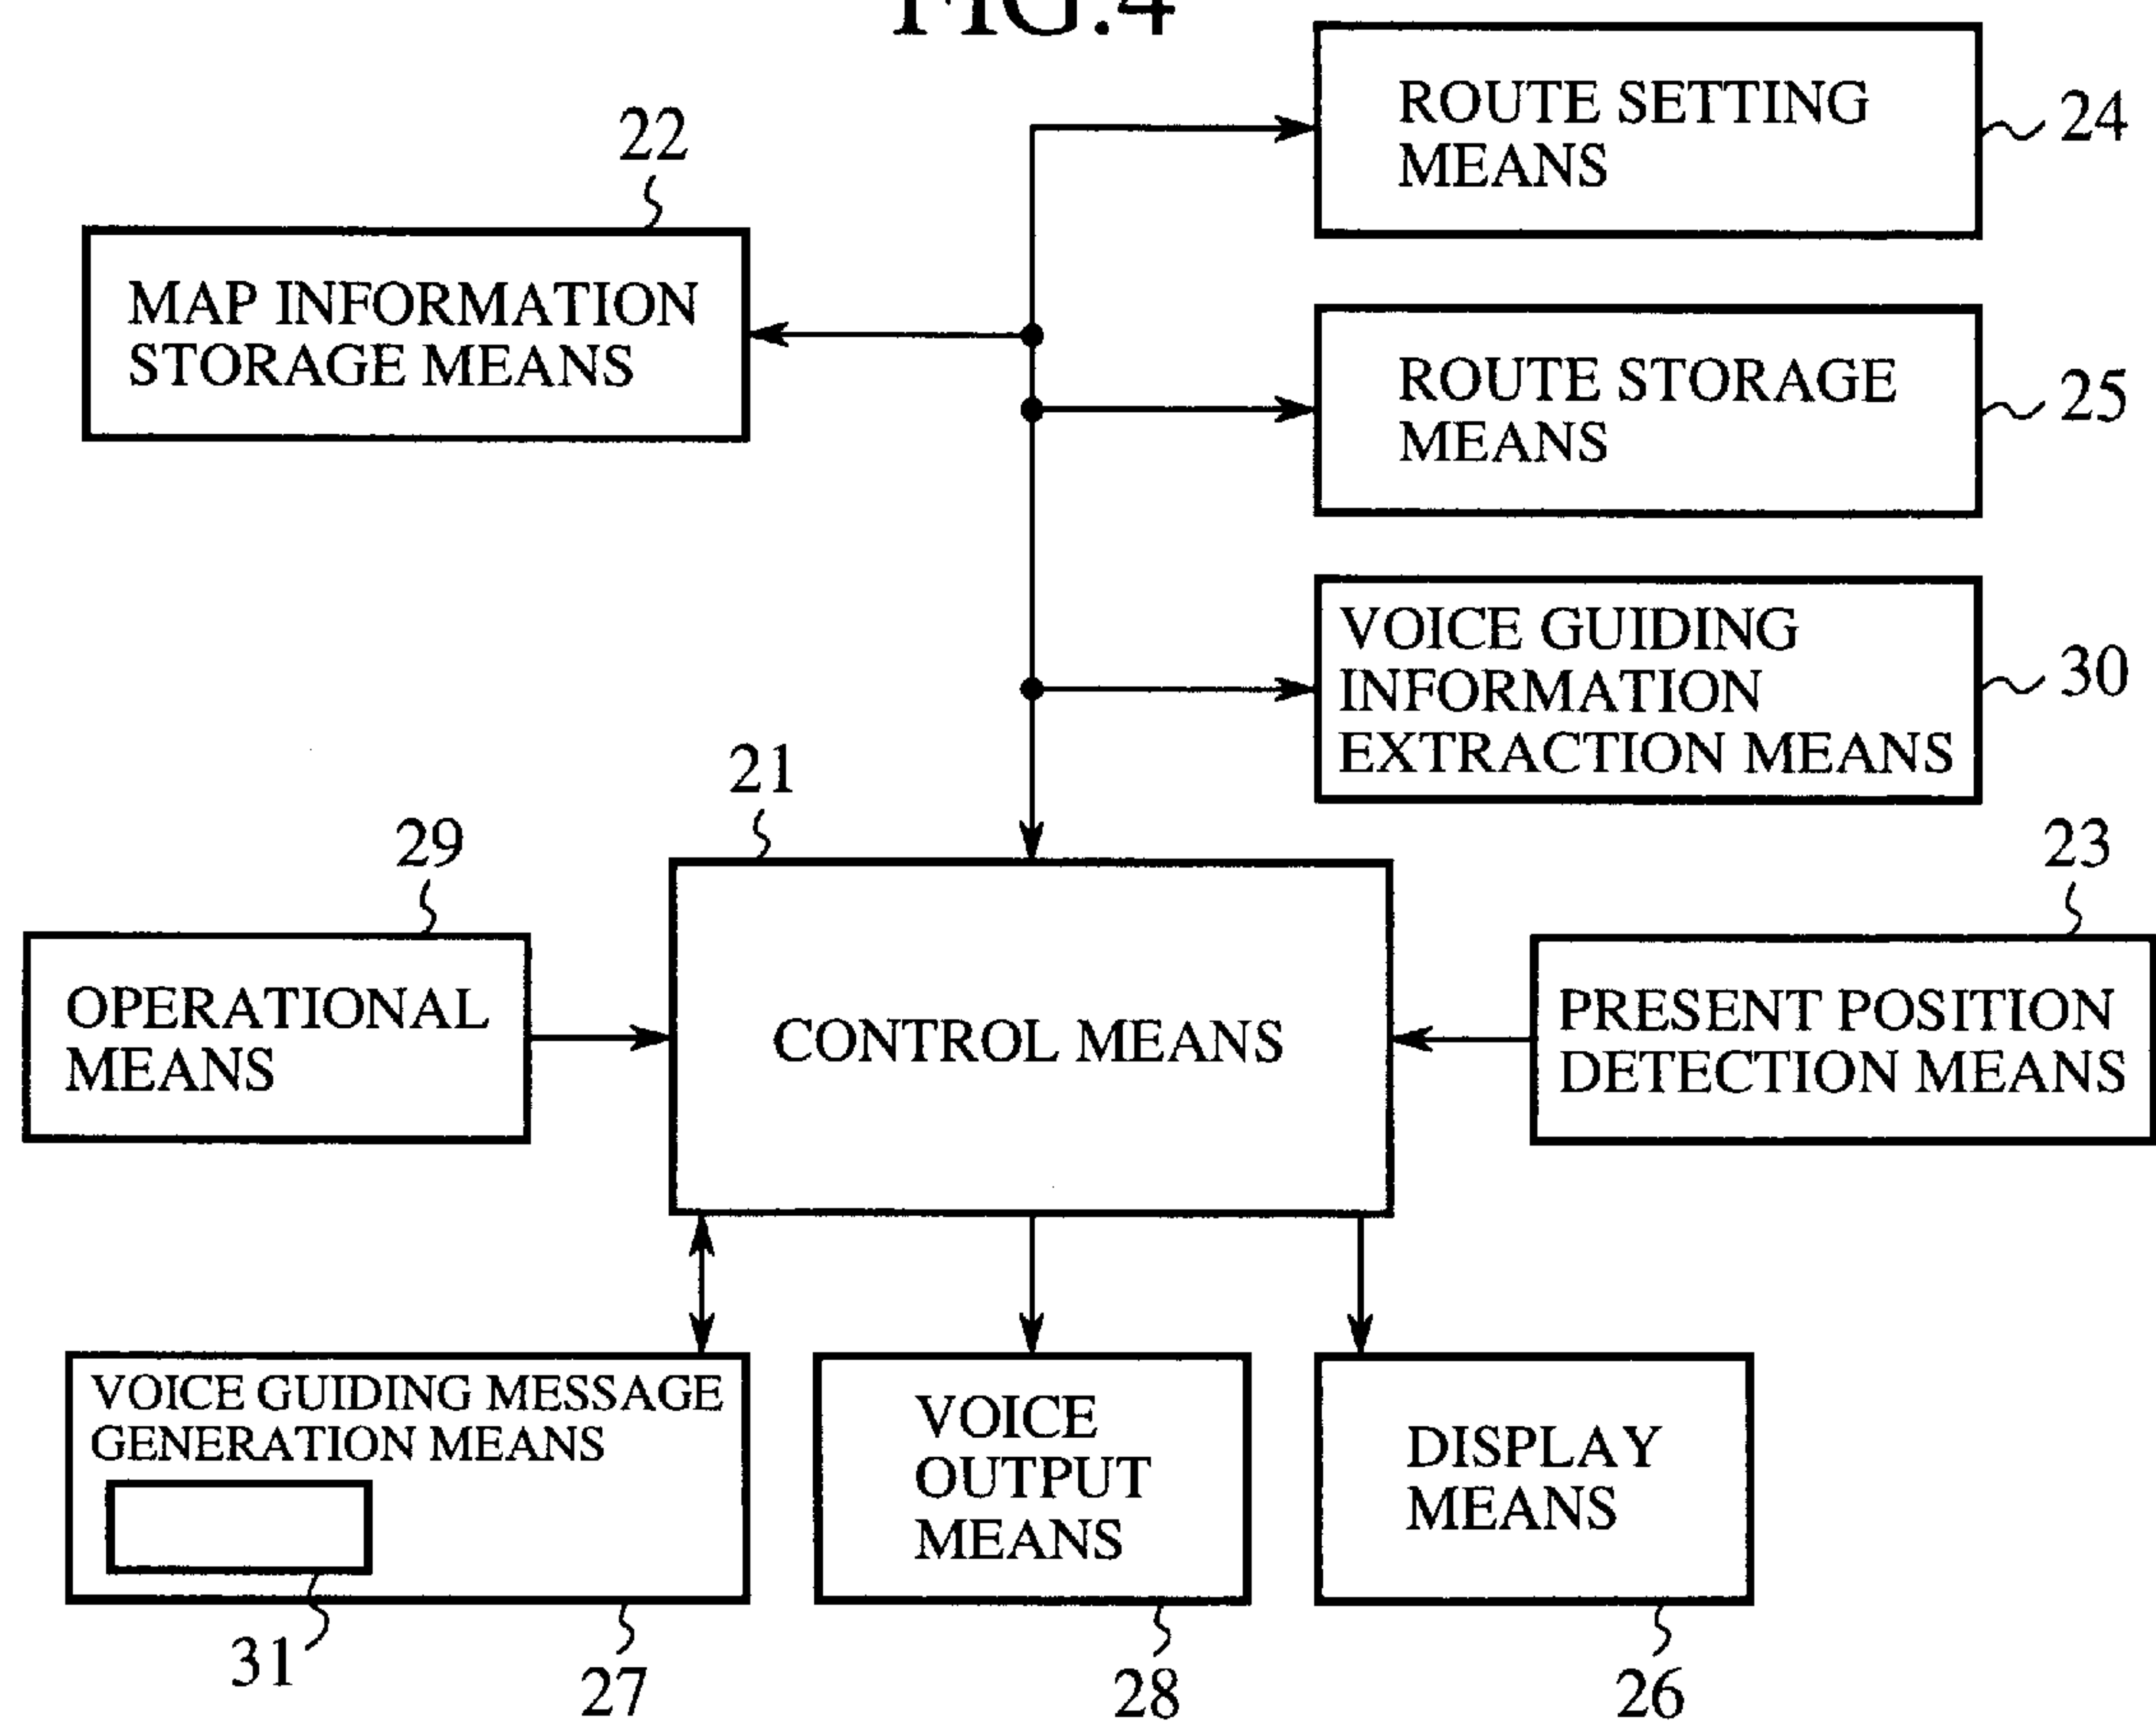 FIG.4
ROUTE SETTING
MEANS
24
22
MAP INFORMATION
STORAGE MEANS
ROUTE STORAGE
MEANS
25
VOICE GUIDING
INFORMATION
EXTRACTION MEANS
30
21
29
23
OPERATIONAL
MEANS
CONTROL MEANS
PRESENT POSITION
DETECTION MEANS
VOICE GUIDING MESSAGE
GENERATION MEANS
VOICE
OUTPUT
MEANS
DISPLAY
MEANS
31
27
28
26